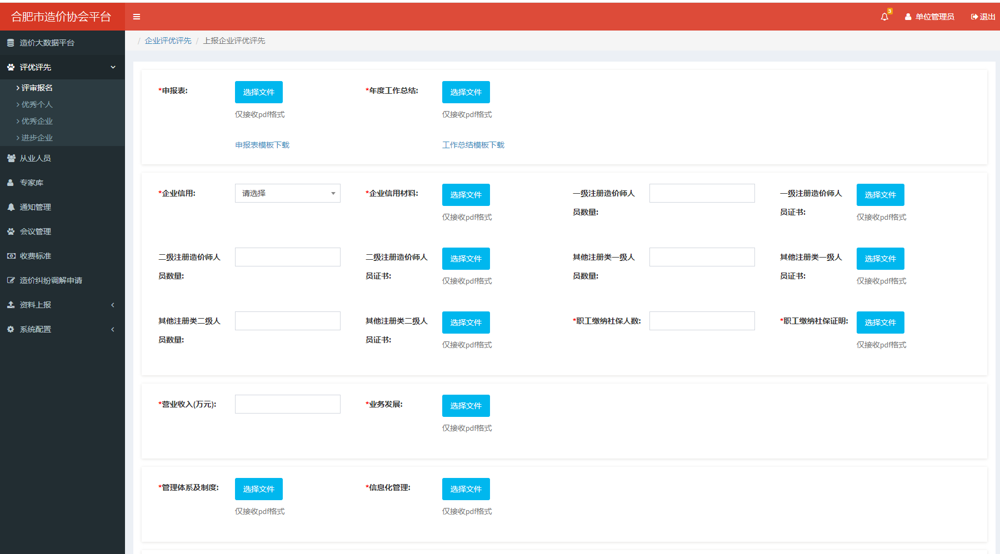 合肥市造价协会平台
3
单位管理员
退出
造价大数据平台
评优评先
评审报名
优秀个人
优秀企业
进步企业
从业人员
专家库
通知管理
会议管理
收费标准
造价纠纷调解申请
资料上报
系统配置
/ 企业评优评先 / 上报企业评优评先
*申报表:
选择文件
仅接收pdf格式
申报表模板下载
*年度工作总结:
选择文件
仅接收pdf格式
工作总结模板下载
*企业信用:
请选择
*企业信用材料:
选择文件
仅接收pdf格式
一级注册造价师人
员数量:
一级注册造价师人
员证书:
选择文件
仅接收pdf格式
二级注册造价师人
员数量:
二级注册造价师人
员证书:
选择文件
仅接收pdf格式
其他注册类一级人
员数量:
其他注册类一级人
员证书:
选择文件
仅接收pdf格式
其他注册类二级人
员数量:
其他注册类二级人
员证书:
选择文件
仅接收pdf格式
*职工缴纳社保人数:
*职工缴纳社保证明:
选择文件
仅接收pdf格式
*营业收入(万元):
*业务发展:
选择文件
仅接收pdf格式
*管理体系及制度:
选择文件
仅接收pdf格式
*信息化管理:
选择文件
仅接收pdf格式